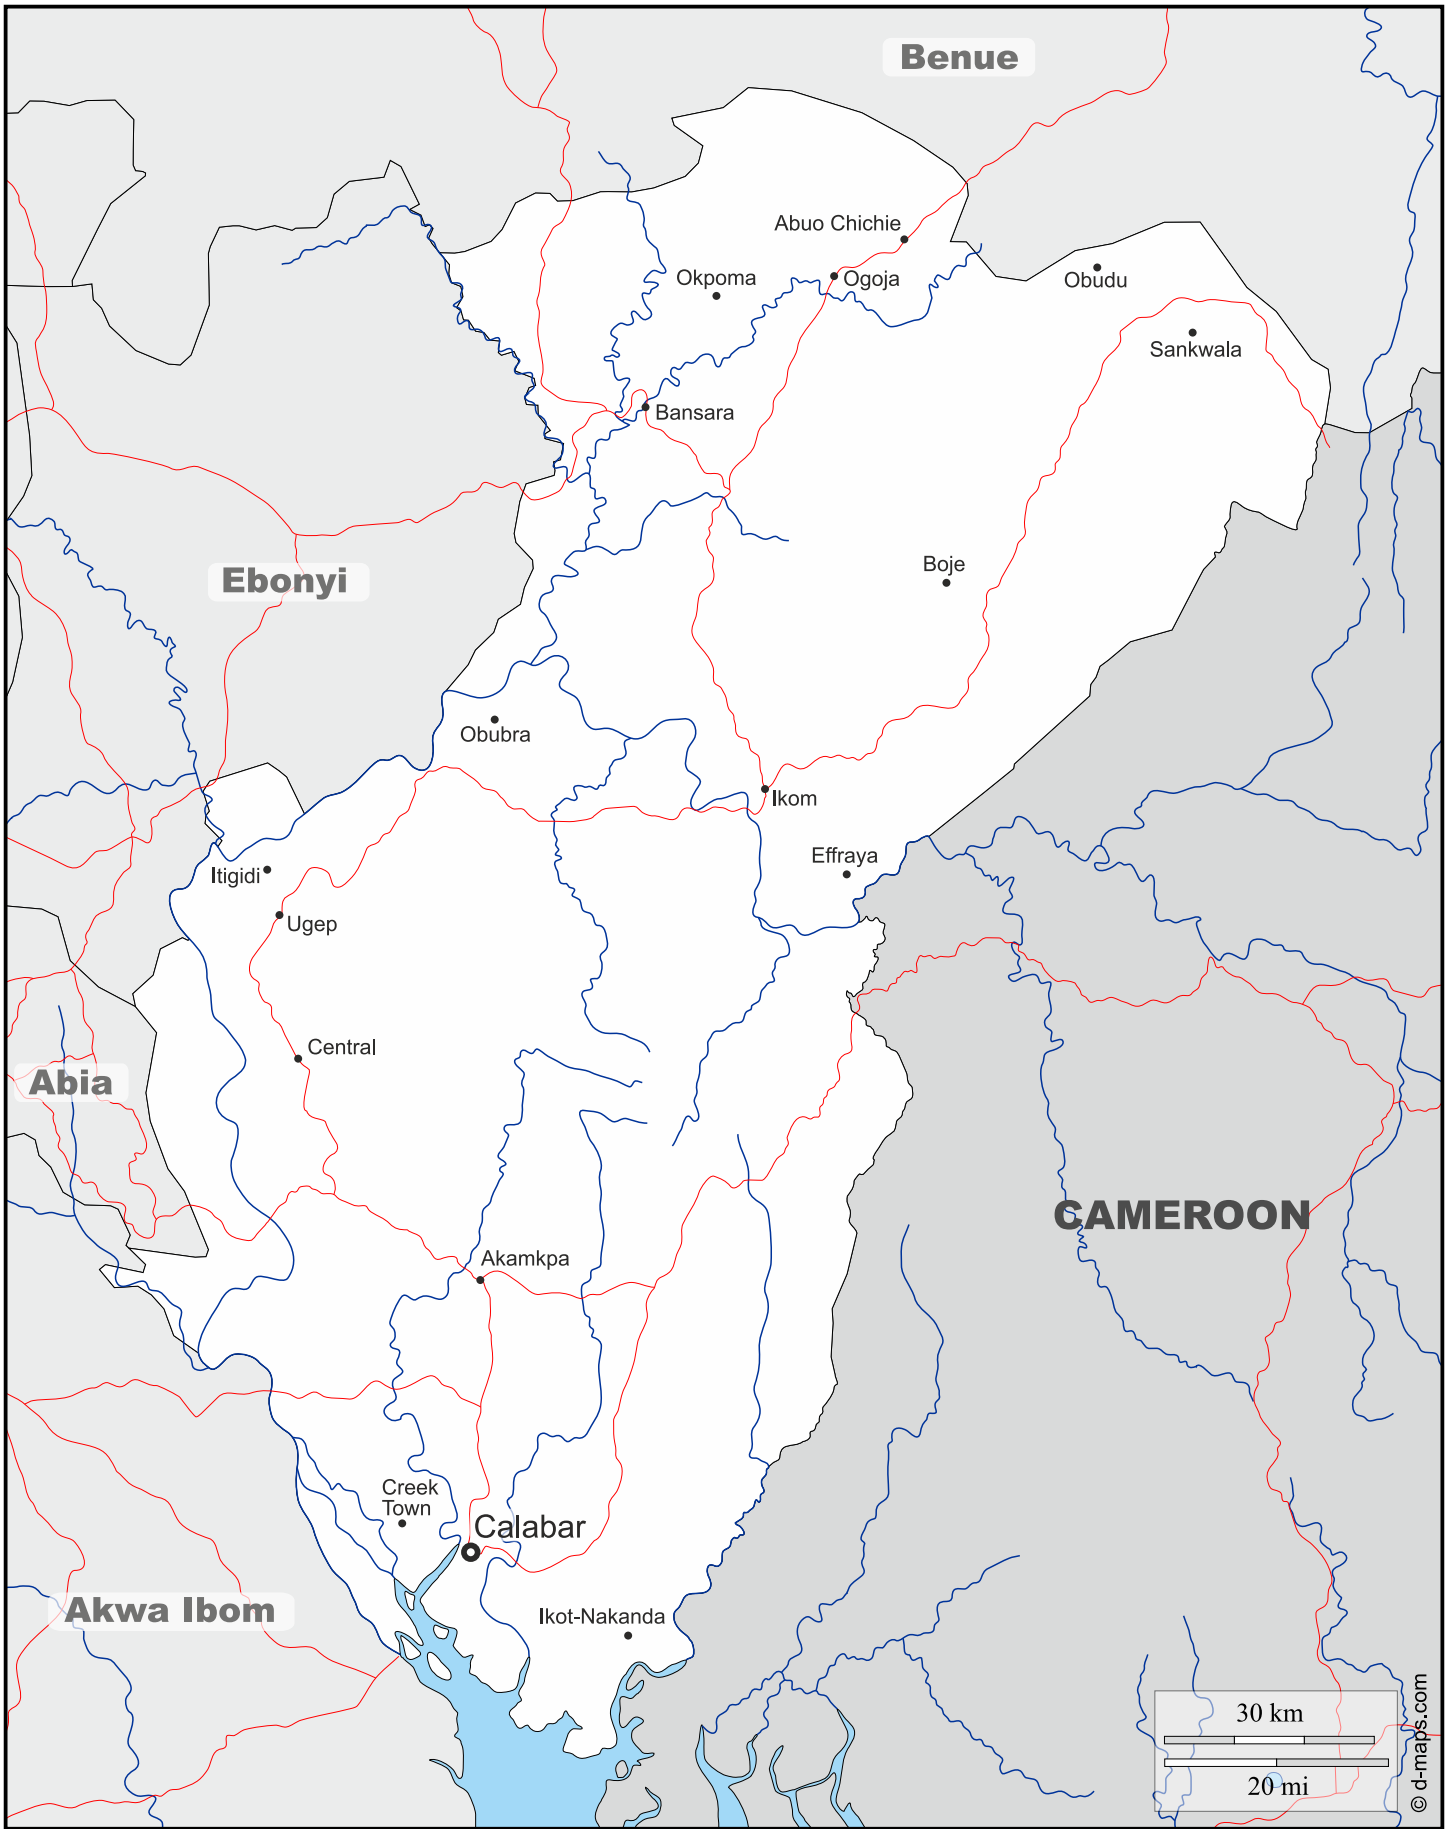 Benue
Abuo Chichie
Okpoma
Ogoja
Obudu
Sankwala
Bansara
Boje
Ebonyi
Obubra
Ikom
Effraya
Itigidi
Ugep
Central
Abia
CAMEROON
Akamkpa
Creek
Town
Calabar
Akwa Ibom
Ikot-Nakanda
30 km
20 mi
© d-maps.com